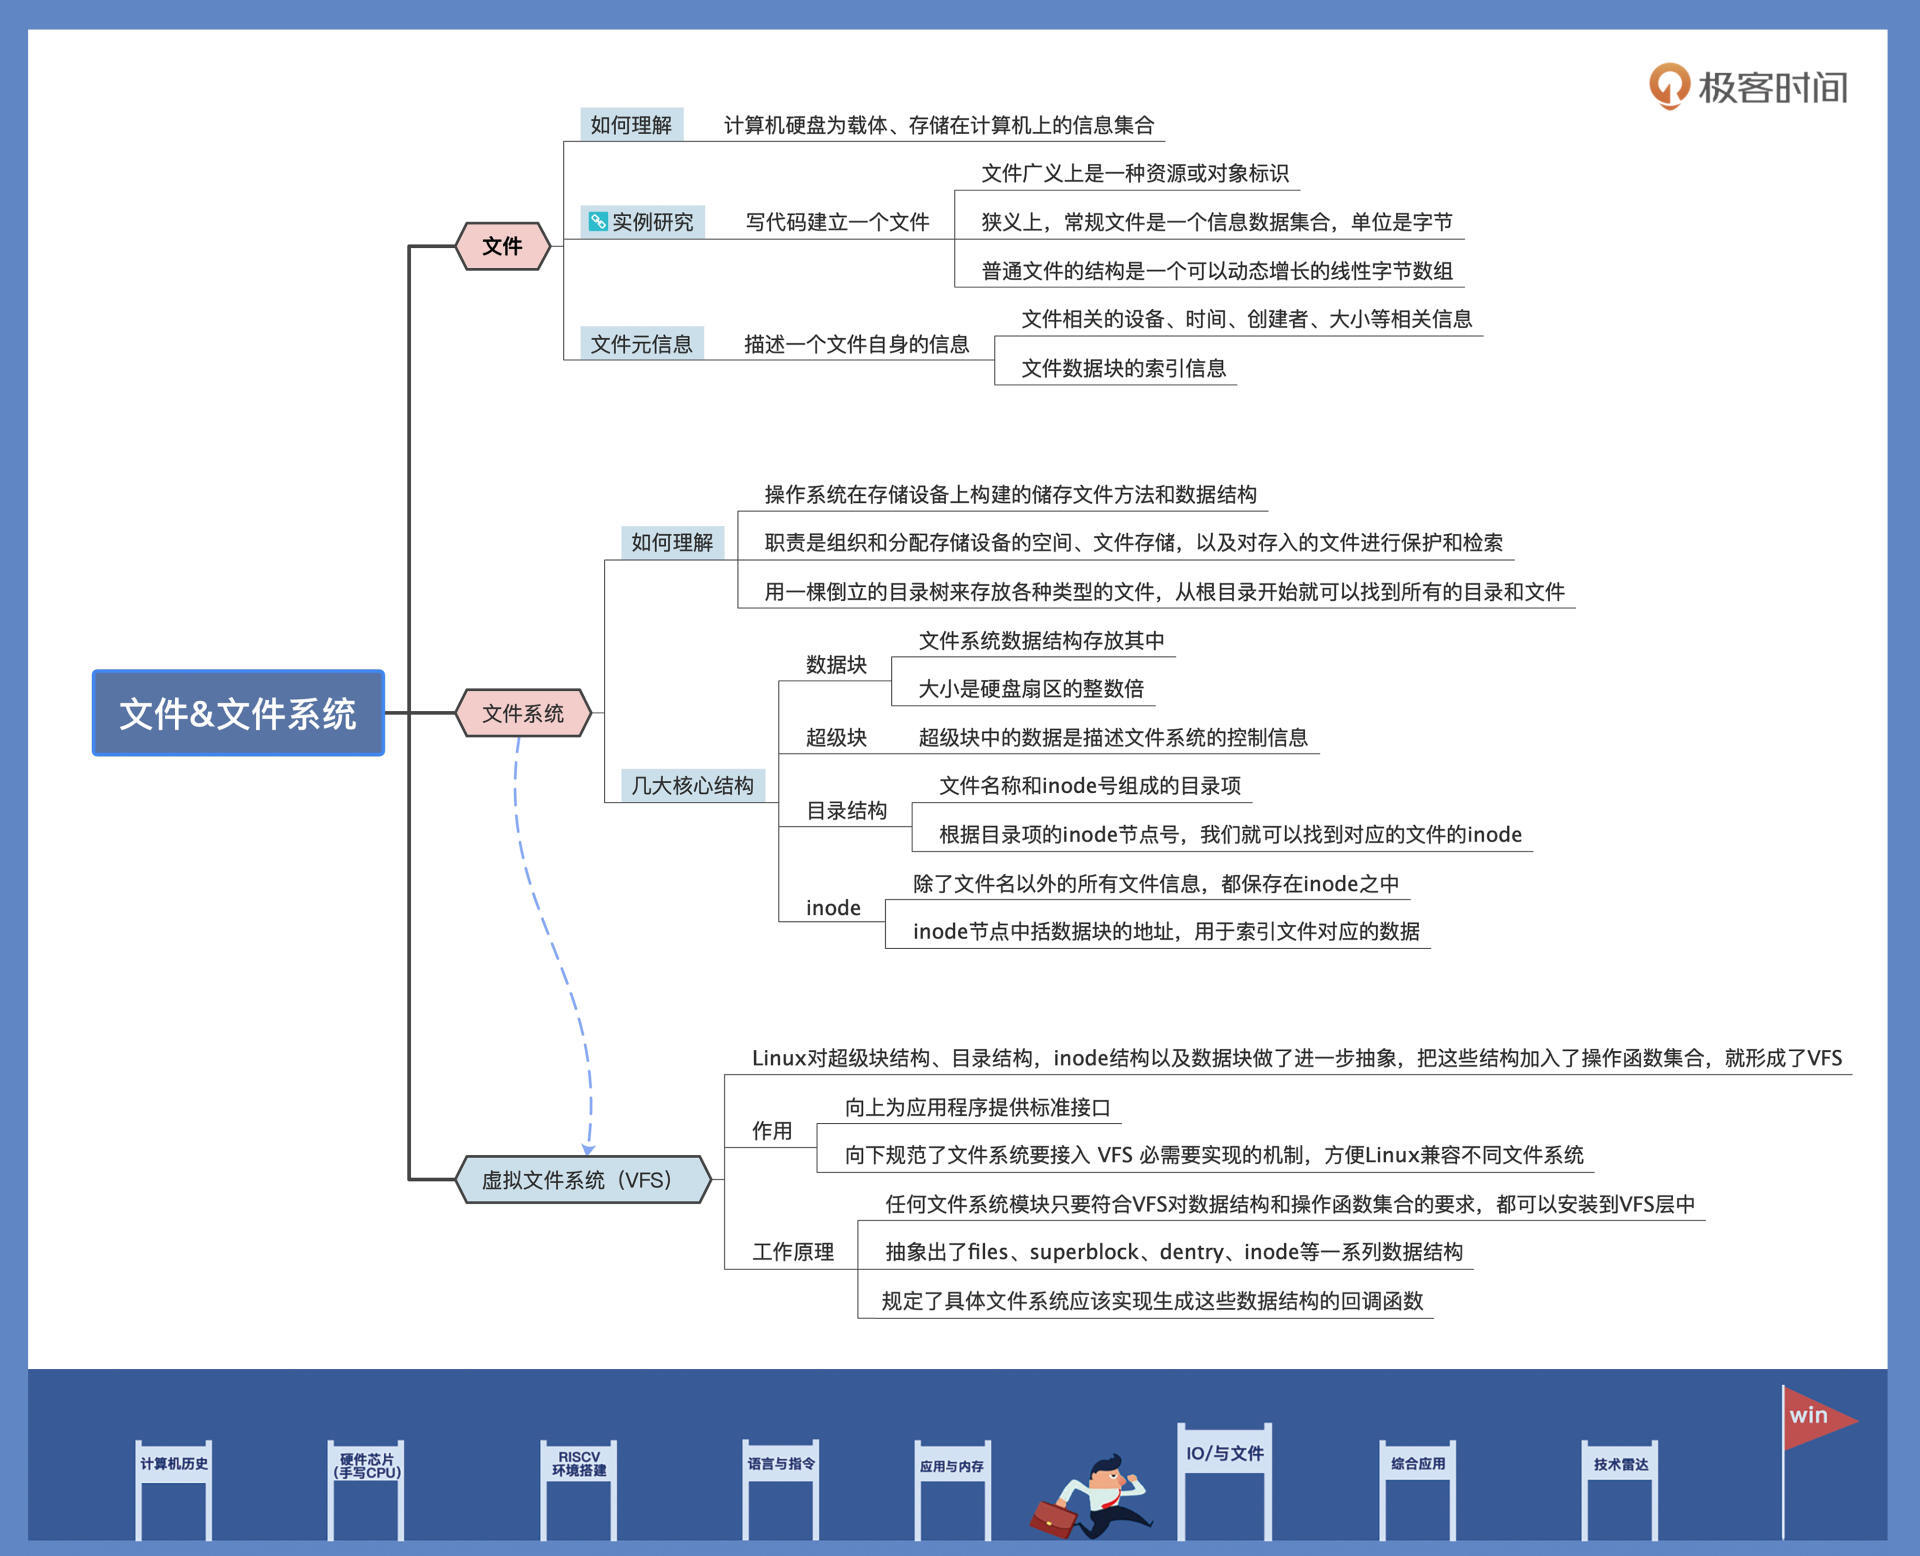 极客时间
文件&文件系统
文件
如何理解
计算机硬盘为载体、存储在计算机上的信息集合
实例研究
写代码建立一个文件
文件广义上是一种资源或对象标识
狭义上，常规文件是一个信息数据集合，单位是字节
普通文件的结构是一个可以动态增长的线性字节数组
文件元信息
描述一个文件自身的信息
文件相关的设备、时间、创建者、大小等相关信息
文件数据块的索引信息
文件系统
如何理解
操作系统在存储设备上构建的储存文件方法和数据结构
职责是组织和分配存储设备的空间、文件存储，以及对存入的文件进行保护和检索
用一棵倒立的目录树来存放各种类型的文件，从根目录开始就可以找到所有的目录和文件
几大核心结构
数据块
文件系统数据结构存放其中
大小是硬盘扇区的整数倍
超级块
超级块中的数据是描述文件系统的控制信息
目录结构
文件名称和inode号组成的目录项
根据目录项的inode节点号，我们就可以找到对应的文件的inode
inode
除了文件名以外的所有文件信息，都保存在inode之中
inode节点中括数据块的地址，用于索引文件对应的数据
虚拟文件系统（VFS）
Linux对超级块结构、目录结构，inode结构以及数据块做了进一步抽象，把这些结构加入了操作函数集合，就形成了VFS
作用
向上为应用程序提供标准接口
向下规范了文件系统要接入 VFS 必需要实现的机制，方便Linux兼容不同文件系统
工作原理
任何文件系统模块只要符合VFS对数据结构和操作函数集合的要求，都可以安装到VFS层中
抽象出了files、superblock、dentry、inode等一系列数据结构
规定了具体文件系统应该实现生成这些数据结构的回调函数
计算机历史
硬件芯片
(手写CPU)
RISCV
环境搭建
语言与指令
应用与内存
IO/与文件
综合应用
技术雷达
win